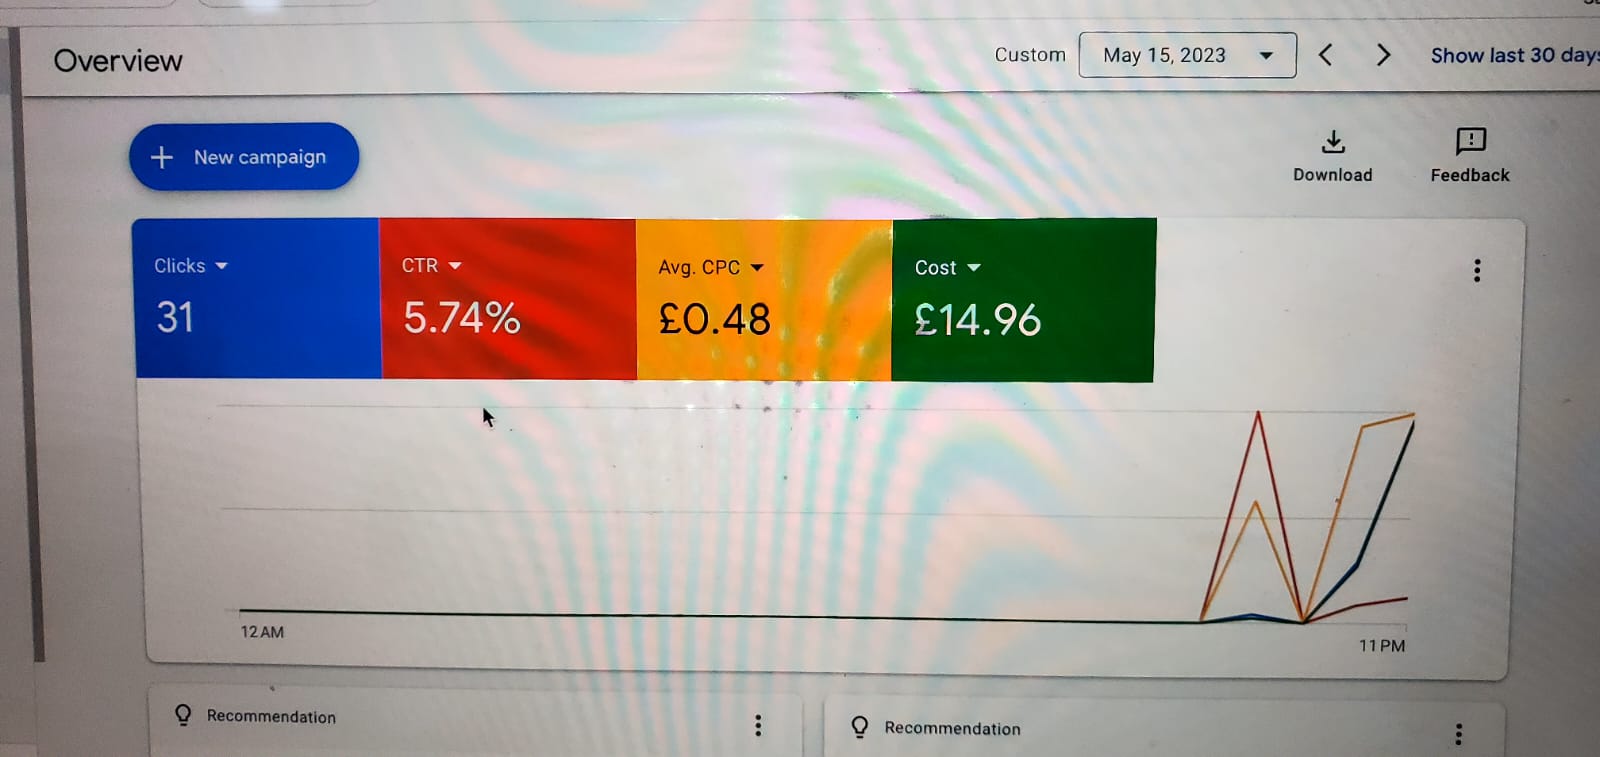 Overview
Custom May 15, 2023 Show last 30 days
New campaign
Download Feedback
Clicks CTR Avg. CPC Cost
31 5.74% £0.48 £14.96
12 AM 11 PM
Recommendation Recommendation